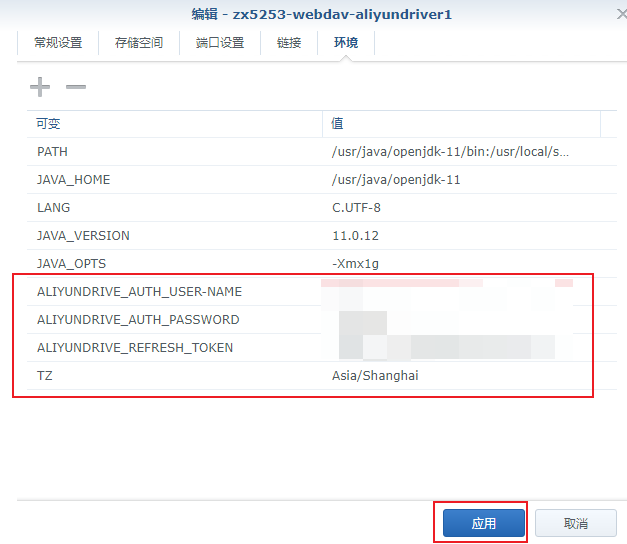 编辑 - zx5253-webdav-aliyundriver1
常规设置 存储空间 端口设置 链接 环境
可变 值
PATH /usr/java/openjdk-11/bin:/usr/local/s...
JAVA_HOME /usr/java/openjdk-11
LANG C.UTF-8
JAVA_VERSION 11.0.12
JAVA_OPTS -Xmx1g
ALIYUNDRIVE_AUTH_USER-NAME
ALIYUNDRIVE_AUTH_PASSWORD
ALIYUNDRIVE_REFRESH_TOKEN
TZ Asia/Shanghai
应用 取消